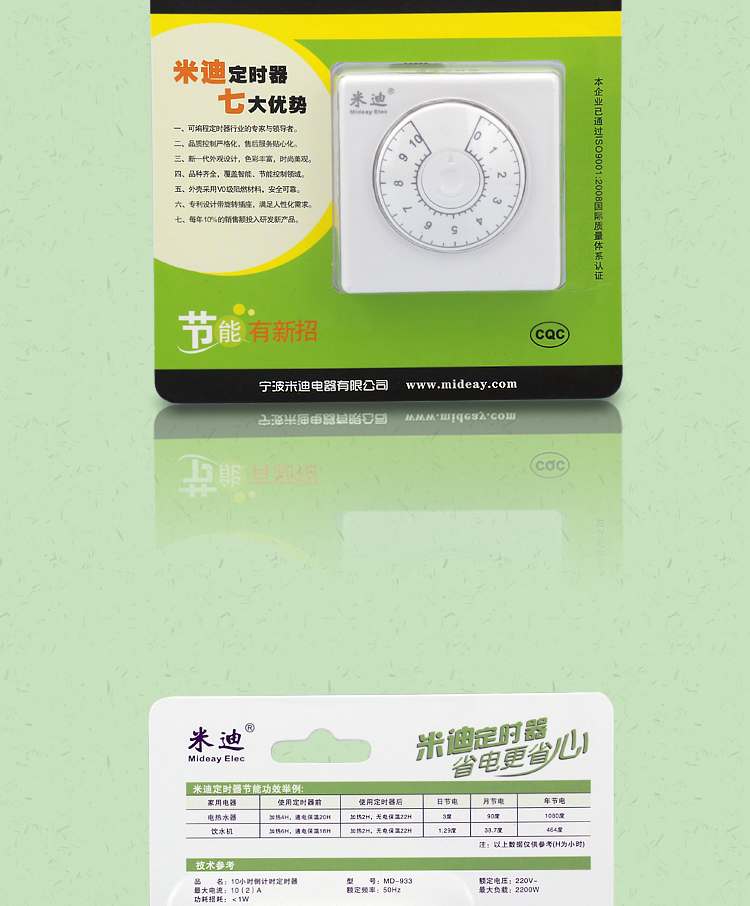 米迪定时器
七大优势
一、可编程定时器行业的专家与领导者。
二、品质控制严格化，售后服务贴心化。
三、新一代外观设计，色彩丰富，时尚美观。
四、品种齐全，覆盖智能、节能控制领域。
五、外壳采用V0级阻燃材料，安全可靠。
六、专利设计带旋转插座，满足人性化需求。
七、每年10%的销售额投入研发新产品。
米迪®
Mideay Elec
0 1 2 3 4 5 6 7 8 9 10
本企业已通过ISO9001:2008国际质量体系认证
节能有新招
CQC
宁波米迪电器有限公司 www.mideay.com
米迪®
Mideay Elec
米迪定时器
省电更省心
米迪定时器节能功效举例:
家用电器 使用定时器前 使用定时器后 日节电 月节电 年节电
电热水器 加热4H，通电保温20H 加热2H，无电保温22H 3度 90度 1080度
饮水机 加热6H，通电保温18H 加热2H，无电保温22H 1.29度 38.7度 464度
注：以上数据仅供参考(H为小时)
技术参考
品 名：10小时倒计时定时器 型 号：MD-933 额定电压：220V~
最大电流：10(2)A 额定频率：50Hz 最大负载：2200W
功耗损耗：<1W